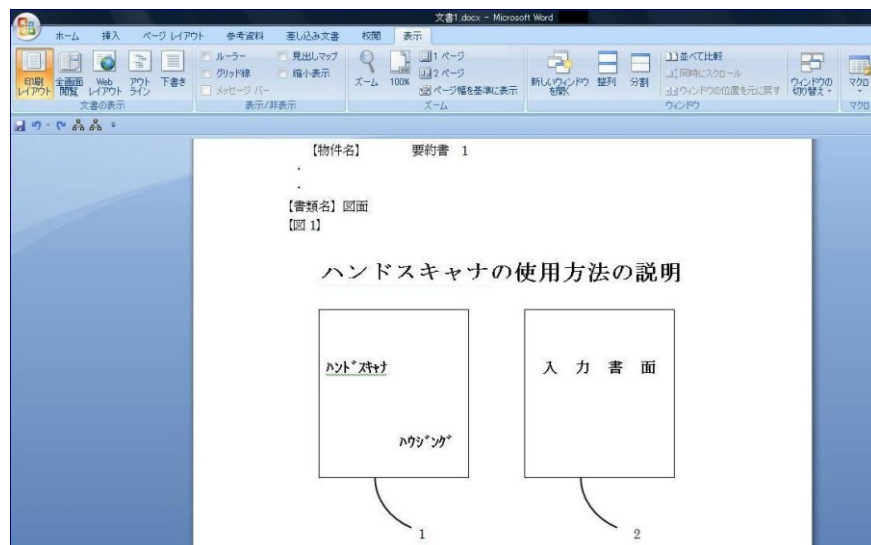 文書1.docx - Microsoft Word
ホーム 挿入 ページ レイアウト 参考資料 差し込み文書 校閲 表示
印刷レイアウト 全画面閲覧 Web レイアウト アウトライン 下書き
文書の表示
ルーラー
グリッド線
メッセージ バー
見出しマップ
縮小表示
表示/非表示
ズーム 100%
1 ページ
2 ページ
ページ幅を基準に表示
ズーム
新しいウィンドウを開く 整列 分割
並べて比較
同時にスクロール
ウィンドウの位置を元に戻す
ウィンドウの切り替え
ウィンドウ
マクロ
マクロ
【物件名】 要約書 1
.
.
【書類名】図面
【図 1】
ハンドスキャナの使用方法の説明
ﾊﾝﾄﾞｽｷｬﾅ
入 力 書 面
ﾊｳｼﾞﾝｸﾞ
1 2